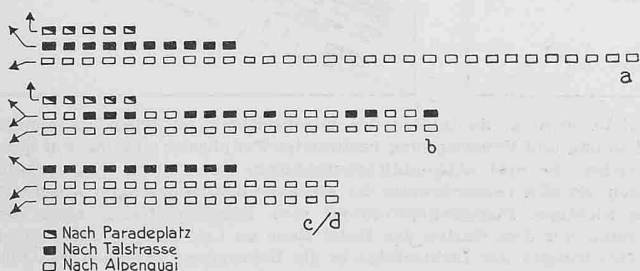 a
b
c/d
Nach Paradeplatz
Nach Talstrasse
Nach Alpenquai